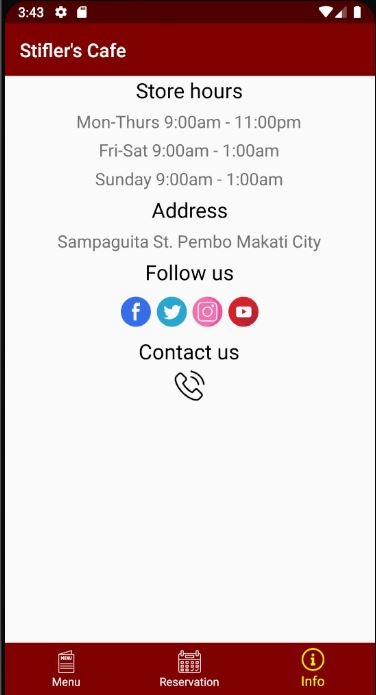 3:43
Stifler's Cafe
Store hours
Mon-Thurs 9:00am - 11:00pm
Fri-Sat 9:00am - 1:00am
Sunday 9:00am - 1:00am
Address
Sampaguita St. Pembo Makati City
Follow us
Contact us
MENU
Menu
Reservation
Info